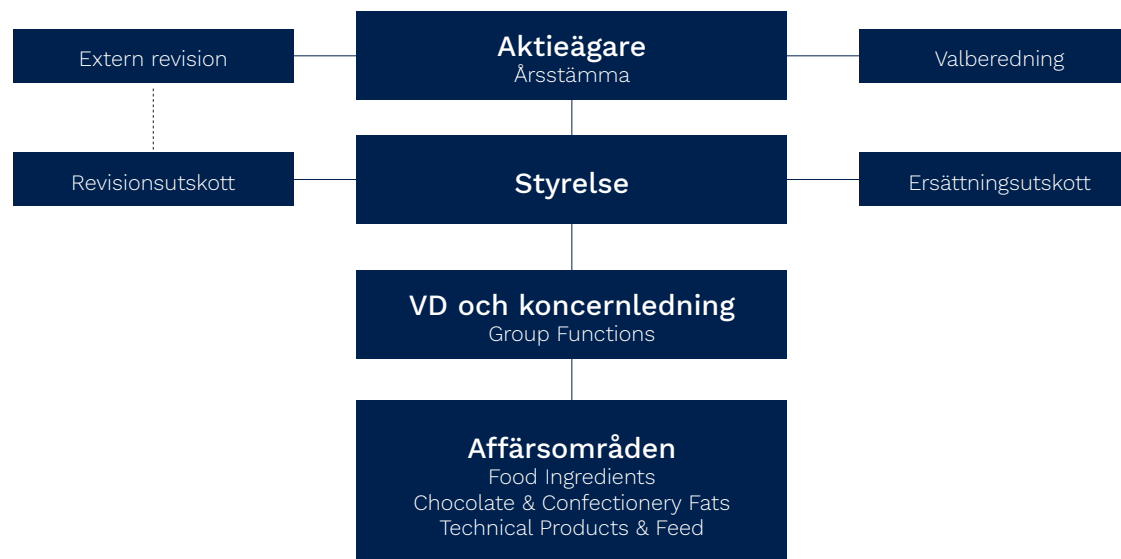 Extern revision
Aktieägare
Årsstämma
Valberedning
Revisionsutskott
Styrelse
Ersättningsutskott
VD och koncernledning
Group Functions
Affärsområden
Food Ingredients
Chocolate & Confectionery Fats
Technical Products & Feed